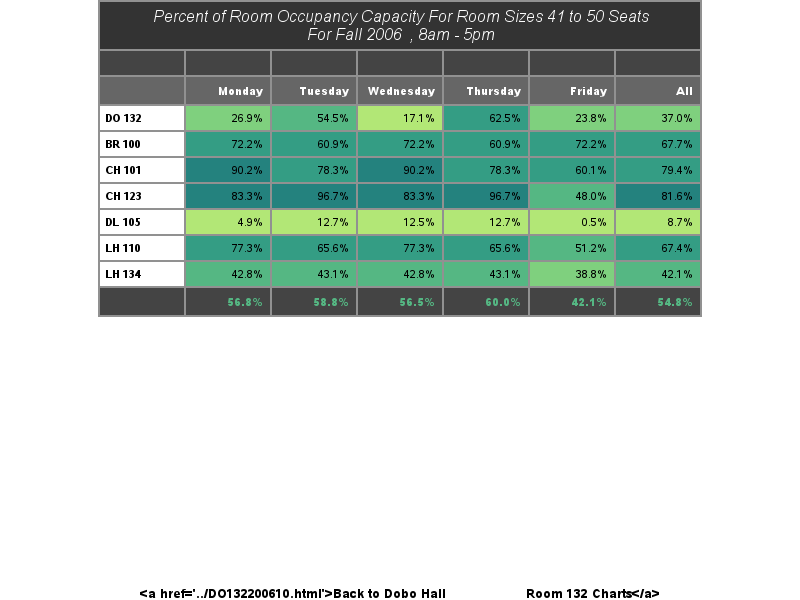 Percent of Room Occupancy Capacity For Room Sizes 41 to 50 Seats
For Fall 2006 , 8am - 5pm
Monday Tuesday Wednesday Thursday Friday All
DO 132 26.9% 54.5% 17.1% 62.5% 23.8% 37.0%
BR 100 72.2% 60.9% 72.2% 60.9% 72.2% 67.7%
CH 101 90.2% 78.3% 90.2% 78.3% 60.1% 79.4%
CH 123 83.3% 96.7% 83.3% 96.7% 48.0% 81.6%
DL 105 4.9% 12.7% 12.5% 12.7% 0.5% 8.7%
LH 110 77.3% 65.6% 77.3% 65.6% 51.2% 67.4%
LH 134 42.8% 43.1% 42.8% 43.1% 38.8% 42.1%
56.8% 58.8% 56.5% 60.0% 42.1% 54.8%
<a href='../DO132200610.html'>Back to Dobo Hall Room 132 Charts</a>